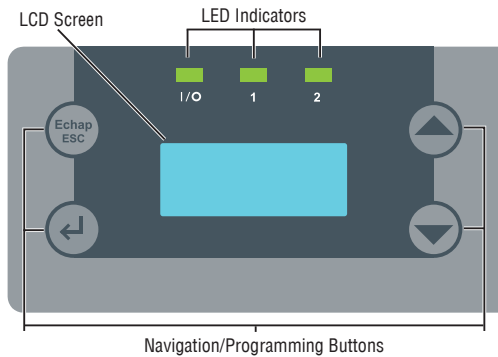 LCD Screen
LED Indicators
I/O
1
2
Echap
ESC
Navigation/Programming Buttons